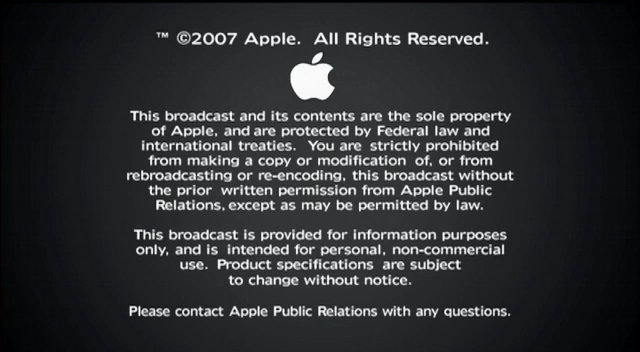 ™ ©2007 Apple. All Rights Reserved.
This broadcast and its contents are the sole property
of Apple, and are protected by Federal law and
international treaties. You are strictly prohibited
from making a copy or modification of, or from
rebroadcasting or re-encoding, this broadcast without
the prior written permission from Apple Public
Relations, except as may be permitted by law.
This broadcast is provided for information purposes
only, and is intended for personal, non-commercial
use. Product specifications are subject
to change without notice.
Please contact Apple Public Relations with any questions.